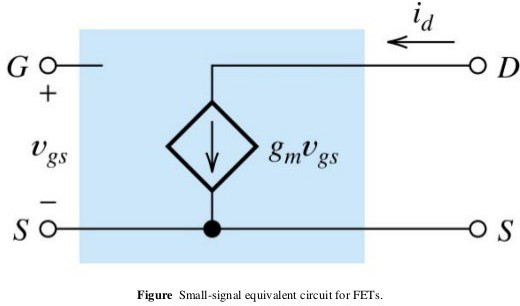 i_d
G
D
+
v_gs
g_m v_gs
−
S
S
Figure Small-signal equivalent circuit for FETs.